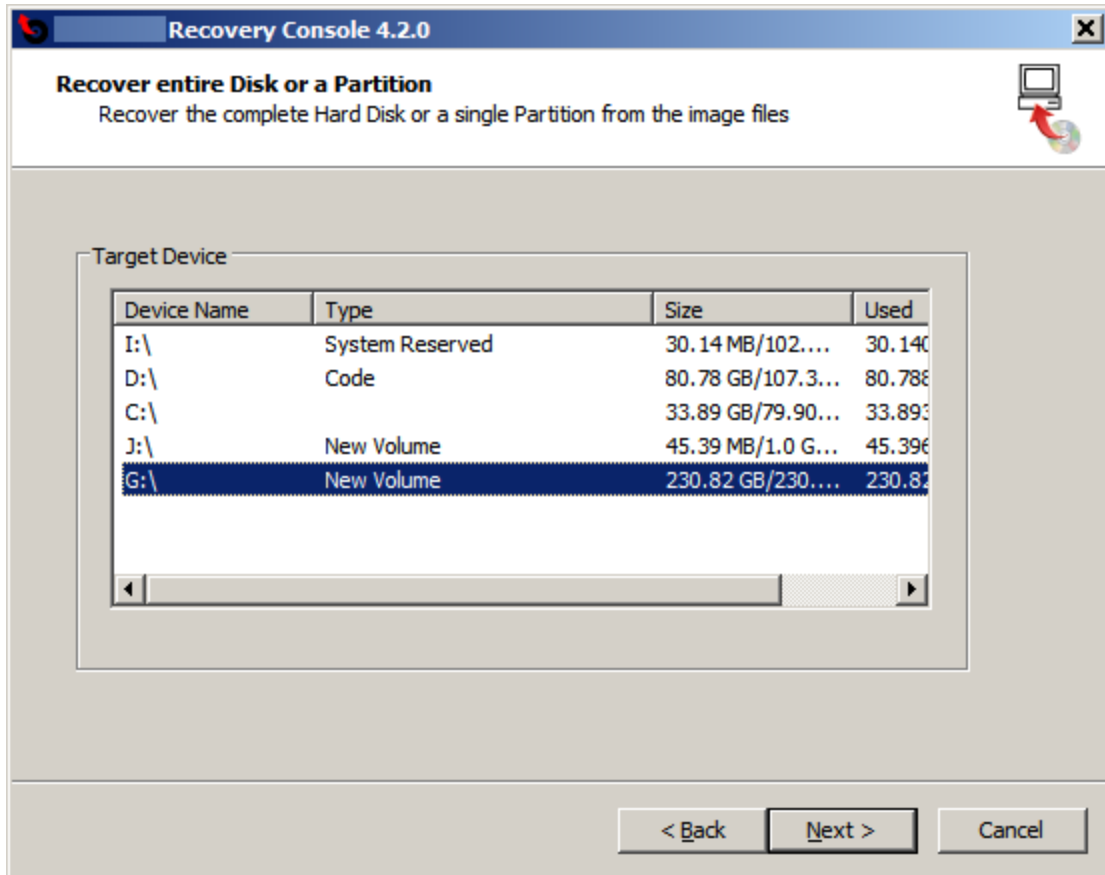 Recovery Console 4.2.0
Recover entire Disk or a Partition
Recover the complete Hard Disk or a single Partition from the image files
Target Device
Device Name Type Size Used
I:\ System Reserved 30.14 MB/102.... 30.140
D:\ Code 80.78 GB/107.3... 80.788
C:\ 33.89 GB/79.90... 33.893
J:\ New Volume 45.39 MB/1.0 G... 45.396
G:\ New Volume 230.82 GB/230.... 230.82
< Back Next > Cancel